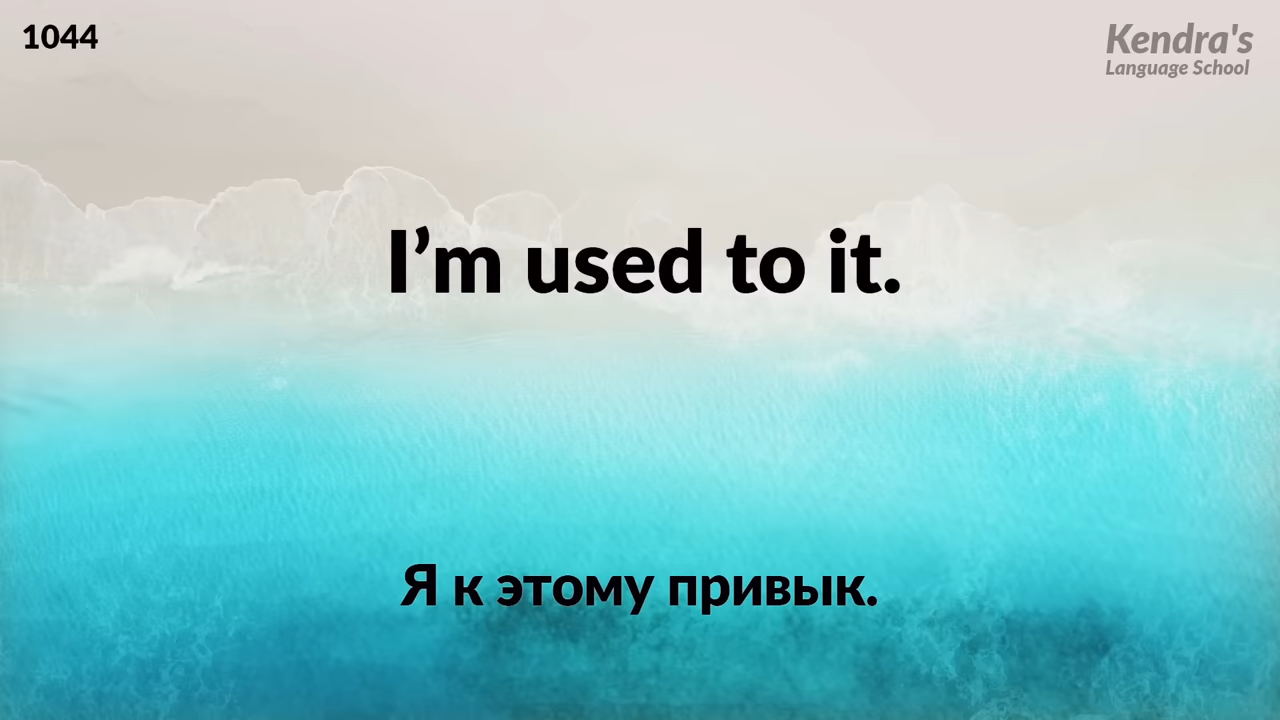 1044
Kendra's
Language School
I’m used to it.
Я к этому привык.